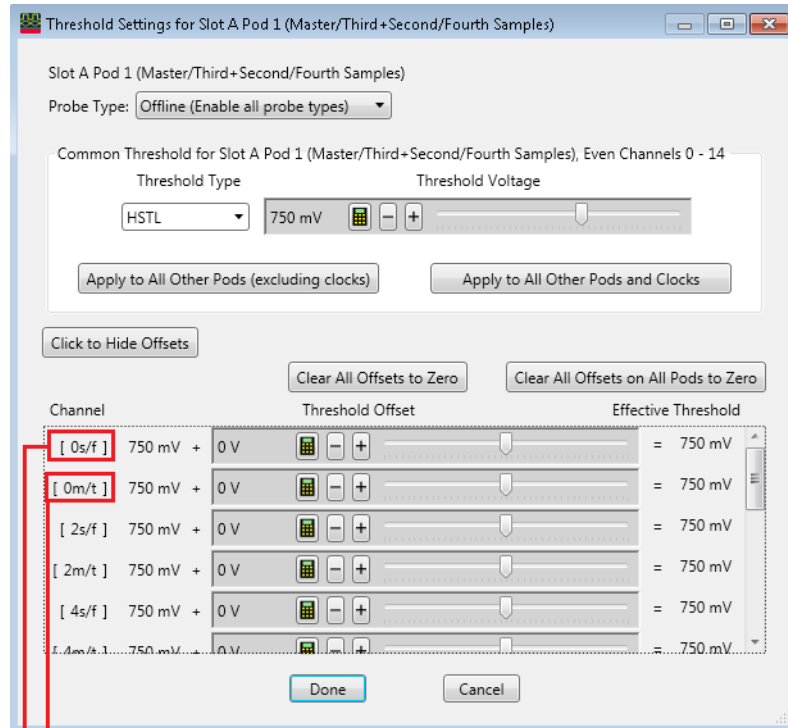 Threshold Settings for Slot A Pod 1 (Master/Third+Second/Fourth Samples)
Slot A Pod 1 (Master/Third+Second/Fourth Samples)
Probe Type: Offline (Enable all probe types)
Common Threshold for Slot A Pod 1 (Master/Third+Second/Fourth Samples), Even Channels 0 - 14
Threshold Type Threshold Voltage
HSTL 750 mV - +
Apply to All Other Pods (excluding clocks) Apply to All Other Pods and Clocks
Click to Hide Offsets
Clear All Offsets to Zero Clear All Offsets on All Pods to Zero
Channel Threshold Offset Effective Threshold
[ 0s/f ] 750 mV + 0 V - + = 750 mV
[ 0m/t ] 750 mV + 0 V - + = 750 mV
[ 2s/f ] 750 mV + 0 V - + = 750 mV
[ 2m/t ] 750 mV + 0 V - + = 750 mV
[ 4s/f ] 750 mV + 0 V - + = 750 mV
[ 4m/t ] 750 mV + 0 V - + = 750 mV
Done Cancel